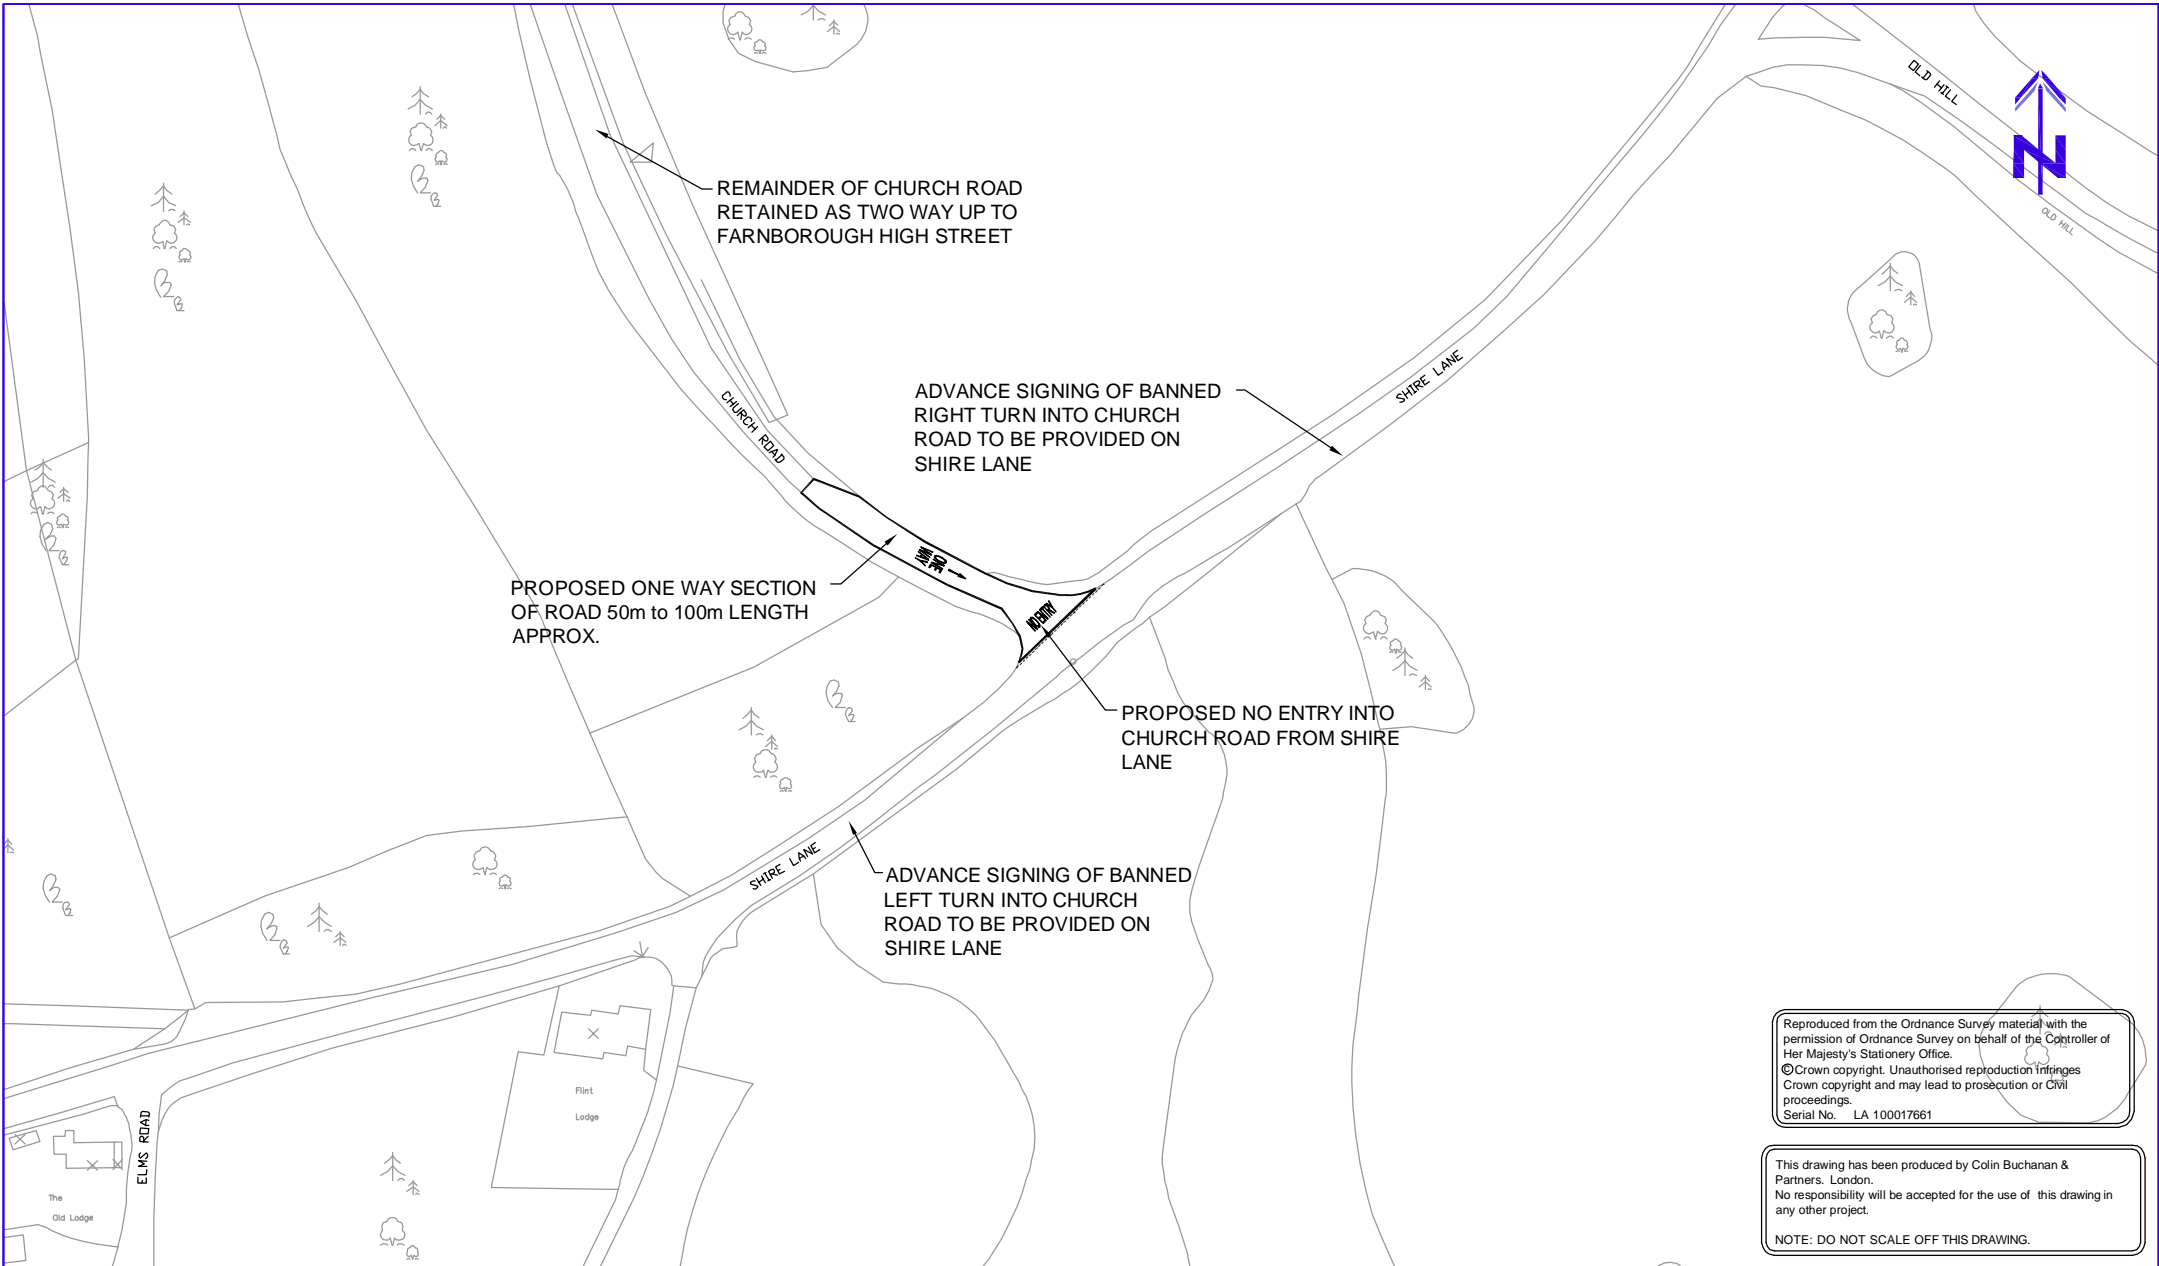 OLD HILL
N
OLD HILL
REMAINDER OF CHURCH ROAD
RETAINED AS TWO WAY UP TO
FARNBOROUGH HIGH STREET
CHURCH ROAD
ADVANCE SIGNING OF BANNED
RIGHT TURN INTO CHURCH
ROAD TO BE PROVIDED ON
SHIRE LANE
SHIRE LANE
ONE
WAY
PROPOSED ONE WAY SECTION
OF ROAD 50m to 100m LENGTH
APPROX.
NO ENTRY
PROPOSED NO ENTRY INTO
CHURCH ROAD FROM SHIRE
LANE
SHIRE LANE
ADVANCE SIGNING OF BANNED
LEFT TURN INTO CHURCH
ROAD TO BE PROVIDED ON
SHIRE LANE
Flint
Lodge
ELMS ROAD
The
Old Lodge
Reproduced from the Ordnance Survey material with the
permission of Ordnance Survey on behalf of the Controller of
Her Majesty's Stationery Office.
©Crown copyright. Unauthorised reproduction infringes
Crown copyright and may lead to prosecution or Civil
proceedings.
Serial No. LA 100017661
This drawing has been produced by Colin Buchanan &
Partners. London.
No responsibility will be accepted for the use of this drawing in
any other project.
NOTE: DO NOT SCALE OFF THIS DRAWING.